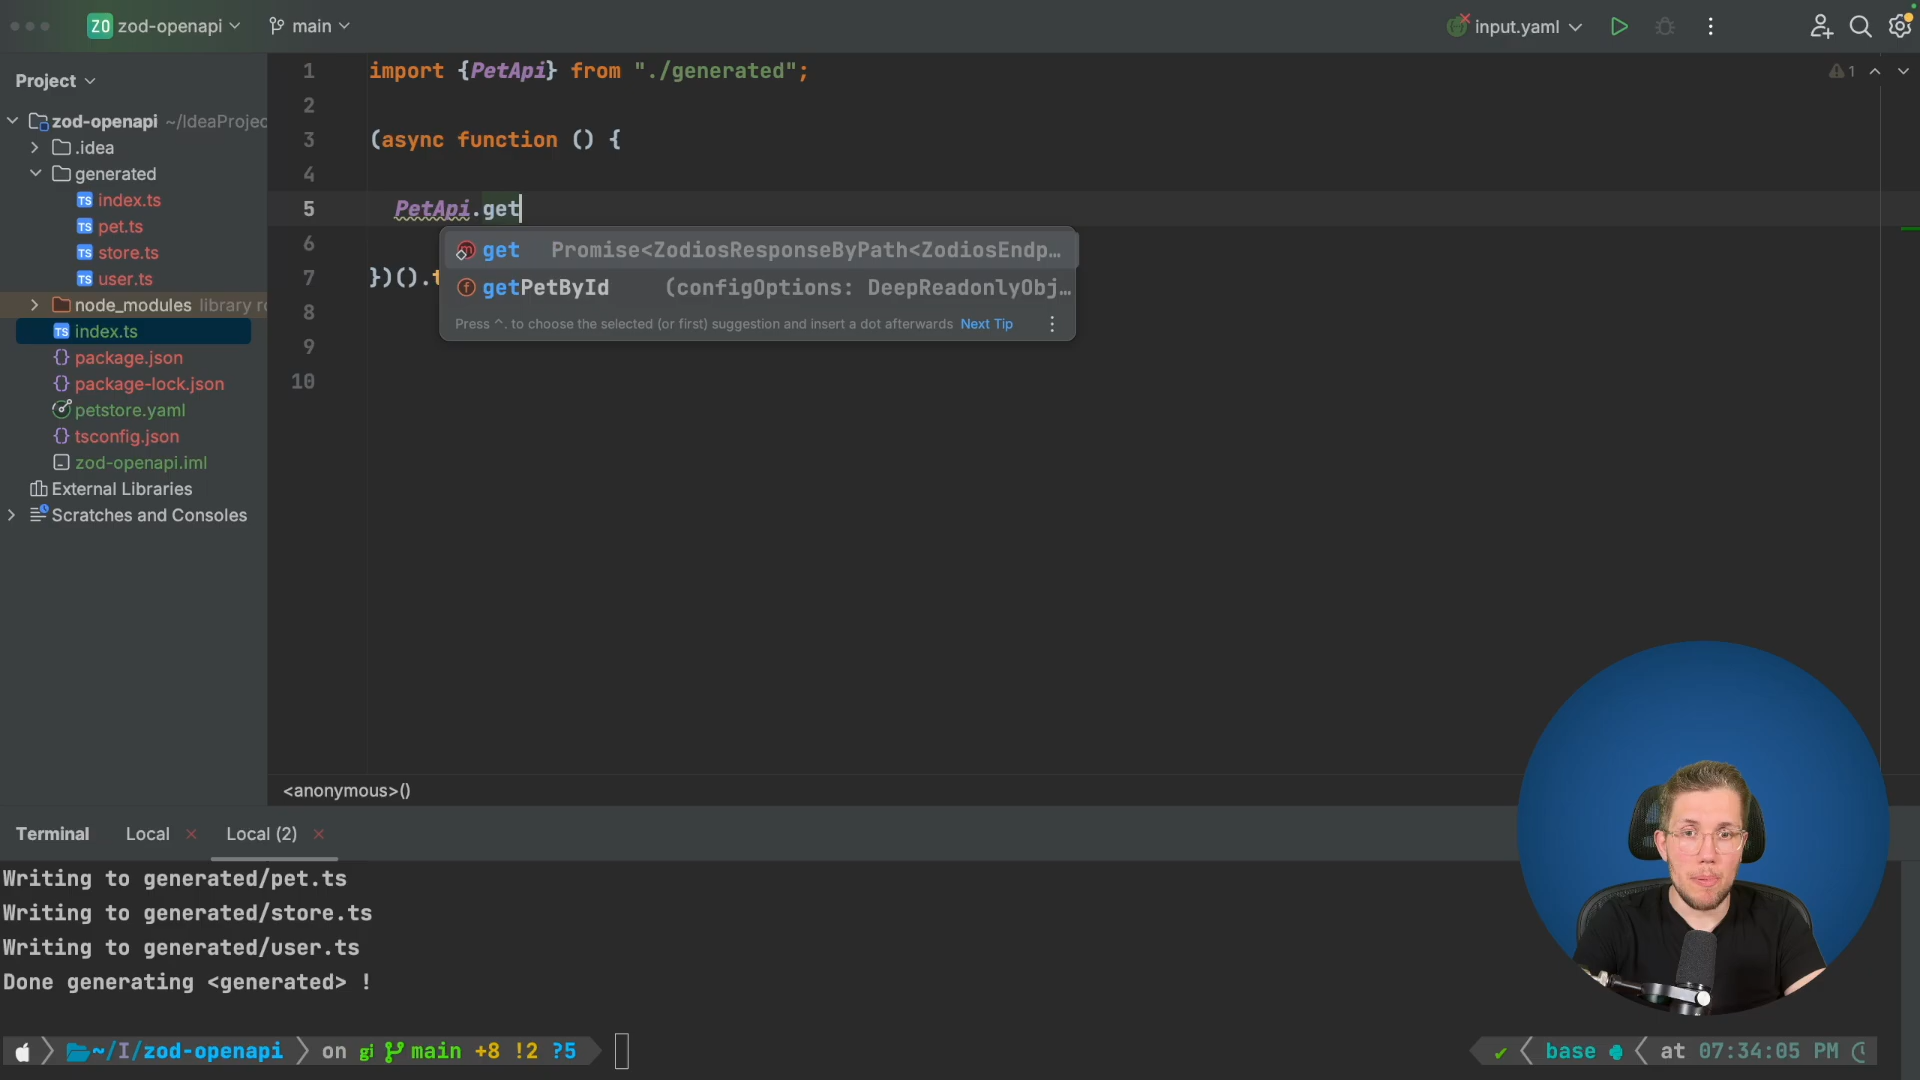 ZO zod-openapi
main
input.yaml
Project
zod-openapi ~/IdeaProjec
.idea
generated
TS index.ts
TS pet.ts
TS store.ts
TS user.ts
node_modules library ro
TS index.ts
{} package.json
{} package-lock.json
petstore.yaml
{} tsconfig.json
zod-openapi.iml
External Libraries
Scratches and Consoles
1 import {PetApi} from "./generated";
2
3 (async function () {
4
5 PetApi.get
6
7 })().t
8
9
10
1
get Promise<ZodiosResponseByPath<ZodiosEndp…
getPetById (configOptions: DeepReadonlyObj…
Press ^. to choose the selected (or first) suggestion and insert a dot afterwards Next Tip
<anonymous>()
Terminal Local × Local (2) ×
Writing to generated/pet.ts
Writing to generated/store.ts
Writing to generated/user.ts
Done generating <generated> !
~/I/zod-openapi on gi main +8 !2 ?5
✔ base at 07:34:05 PM